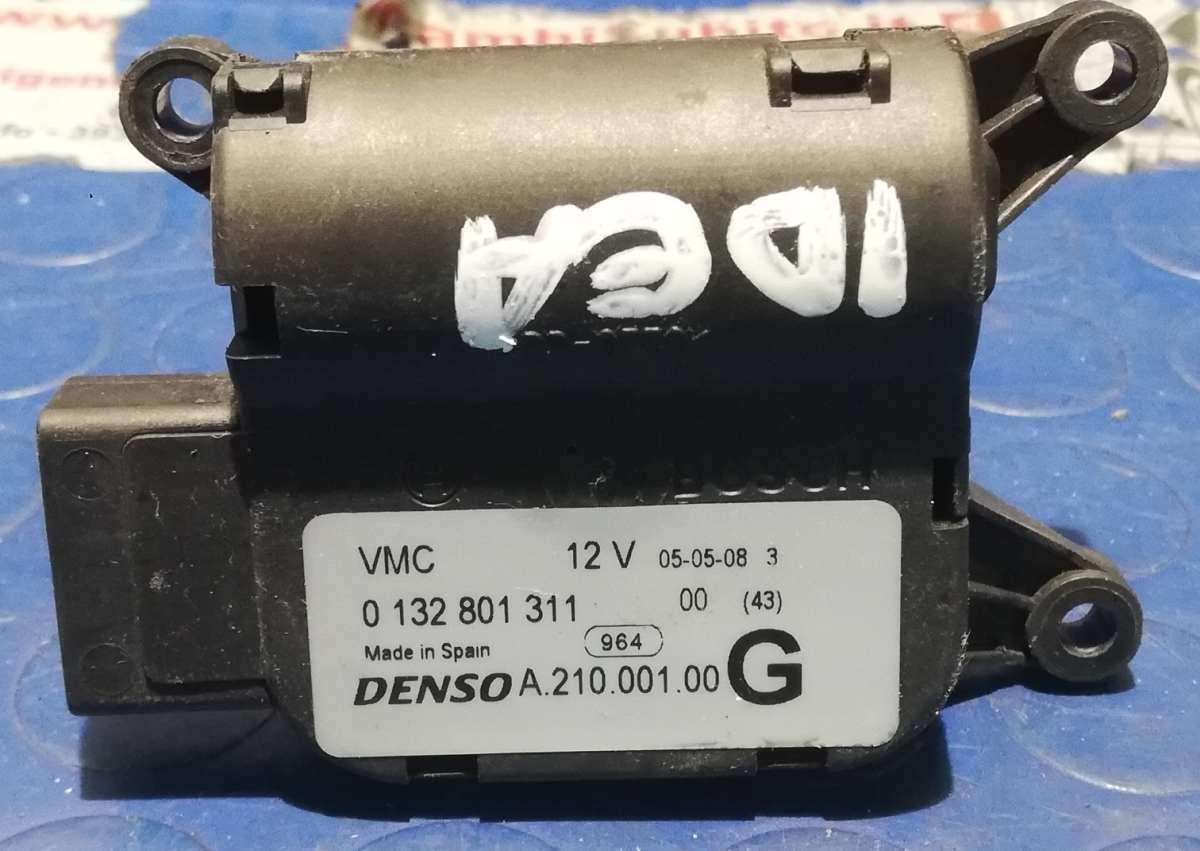 IDEA
BOSCH
VMC 12 V 05-05-08 3
0 132 801 311 00 (43)
Made in Spain 964
DENSO A.210.001.00 G